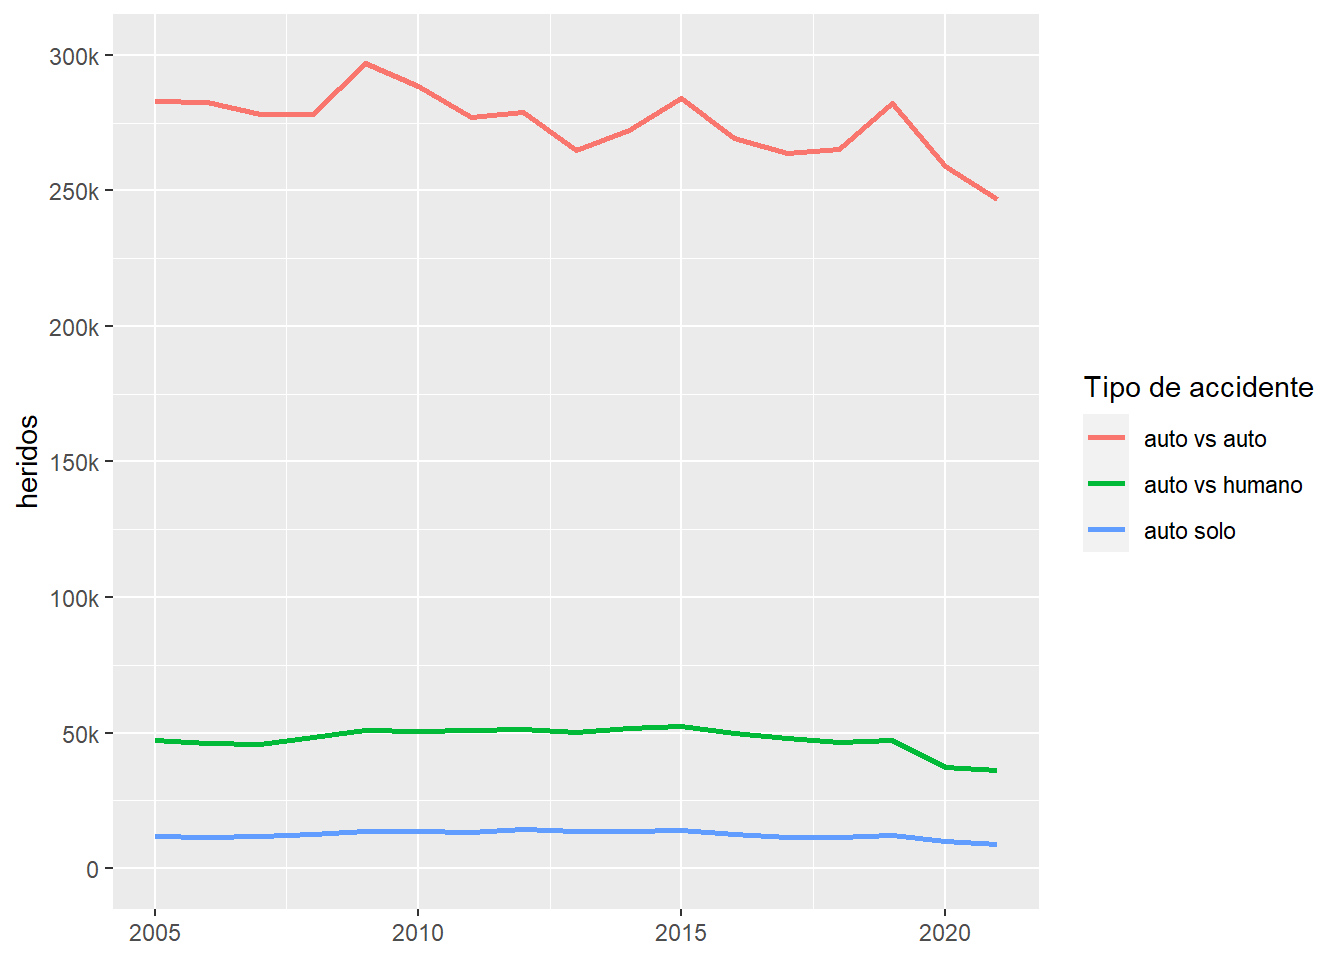 300k
250k
200k
150k
100k
50k
0
heridos
2005 2010 2015 2020
Tipo de accidente
auto vs auto
auto vs humano
auto solo